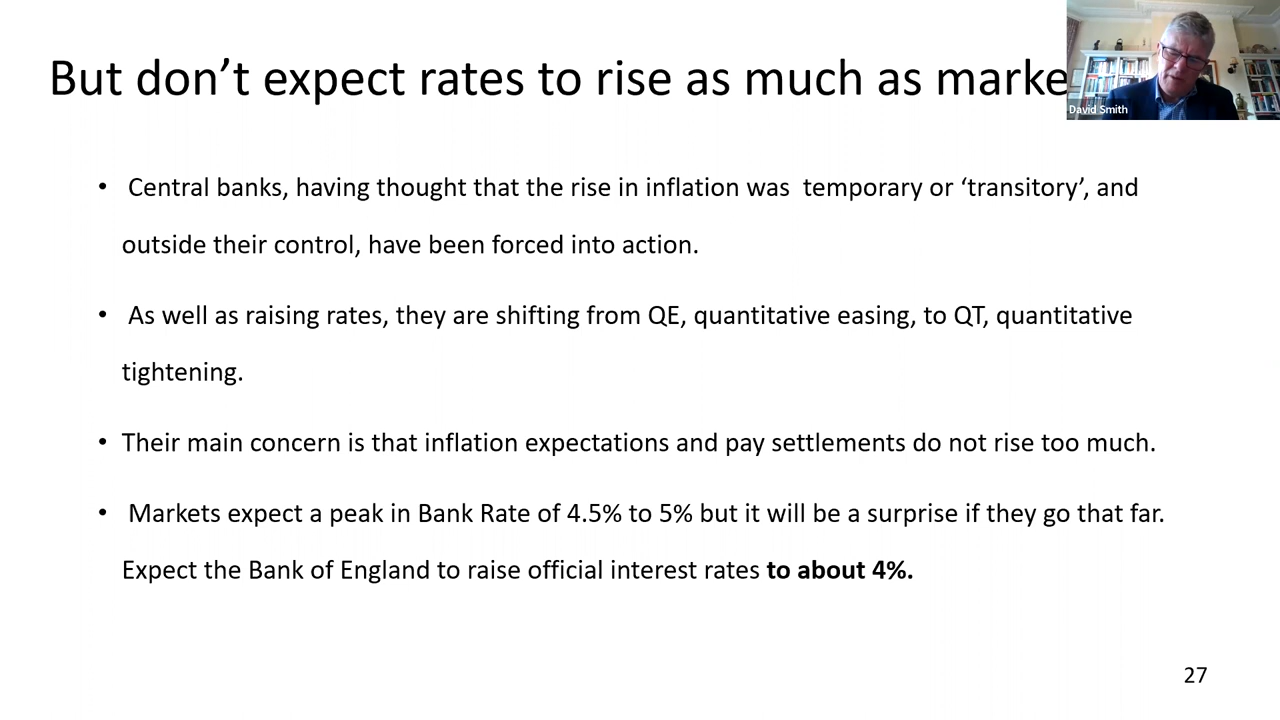 But don’t expect rates to rise as much as marke
David Smith
• Central banks, having thought that the rise in inflation was  temporary or ‘transitory’, and
outside their control, have been forced into action.
• As well as raising rates, they are shifting from QE, quantitative easing, to QT, quantitative
tightening.
• Their main concern is that inflation expectations and pay settlements do not rise too much.
• Markets expect a peak in Bank Rate of 4.5% to 5% but it will be a surprise if they go that far.
Expect the Bank of England to raise official interest rates to about 4%.
27